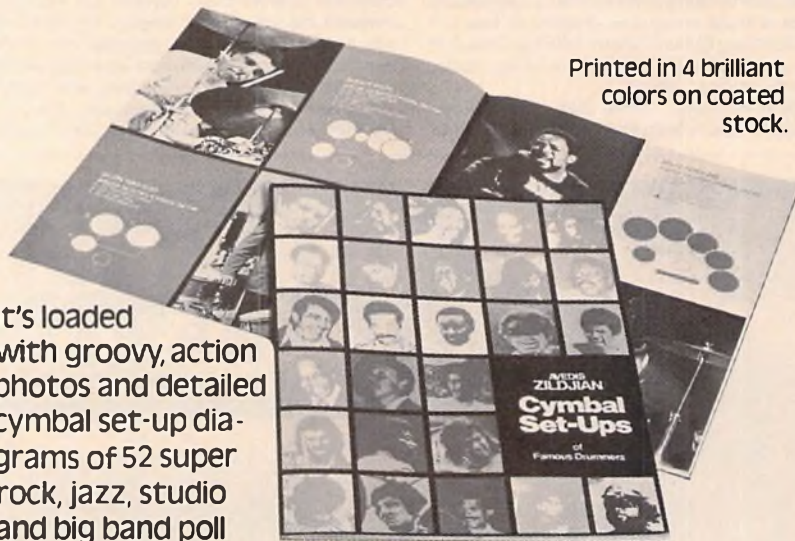 Printed in 4 brilliant
colors on coated
stock.
t's loaded
with groovy, action
photos and detailed
cymbal set-up dia-
grams of 52 super
rock, jazz, studio
and big band poll
AVEDIS
ZILDJIAN
Cymbal
Set-Ups
of
Famous Drummers